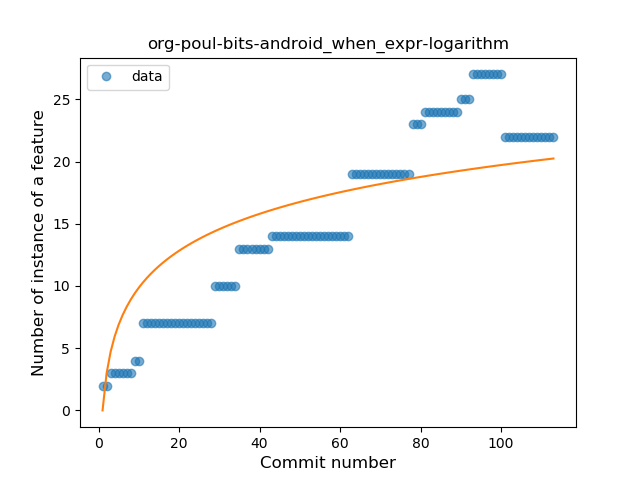 org-poul-bits-android_when_expr-logarithm
data
Number of instance of a feature
25
20
15
10
5
0
0 20 40 60 80 100
Commit number